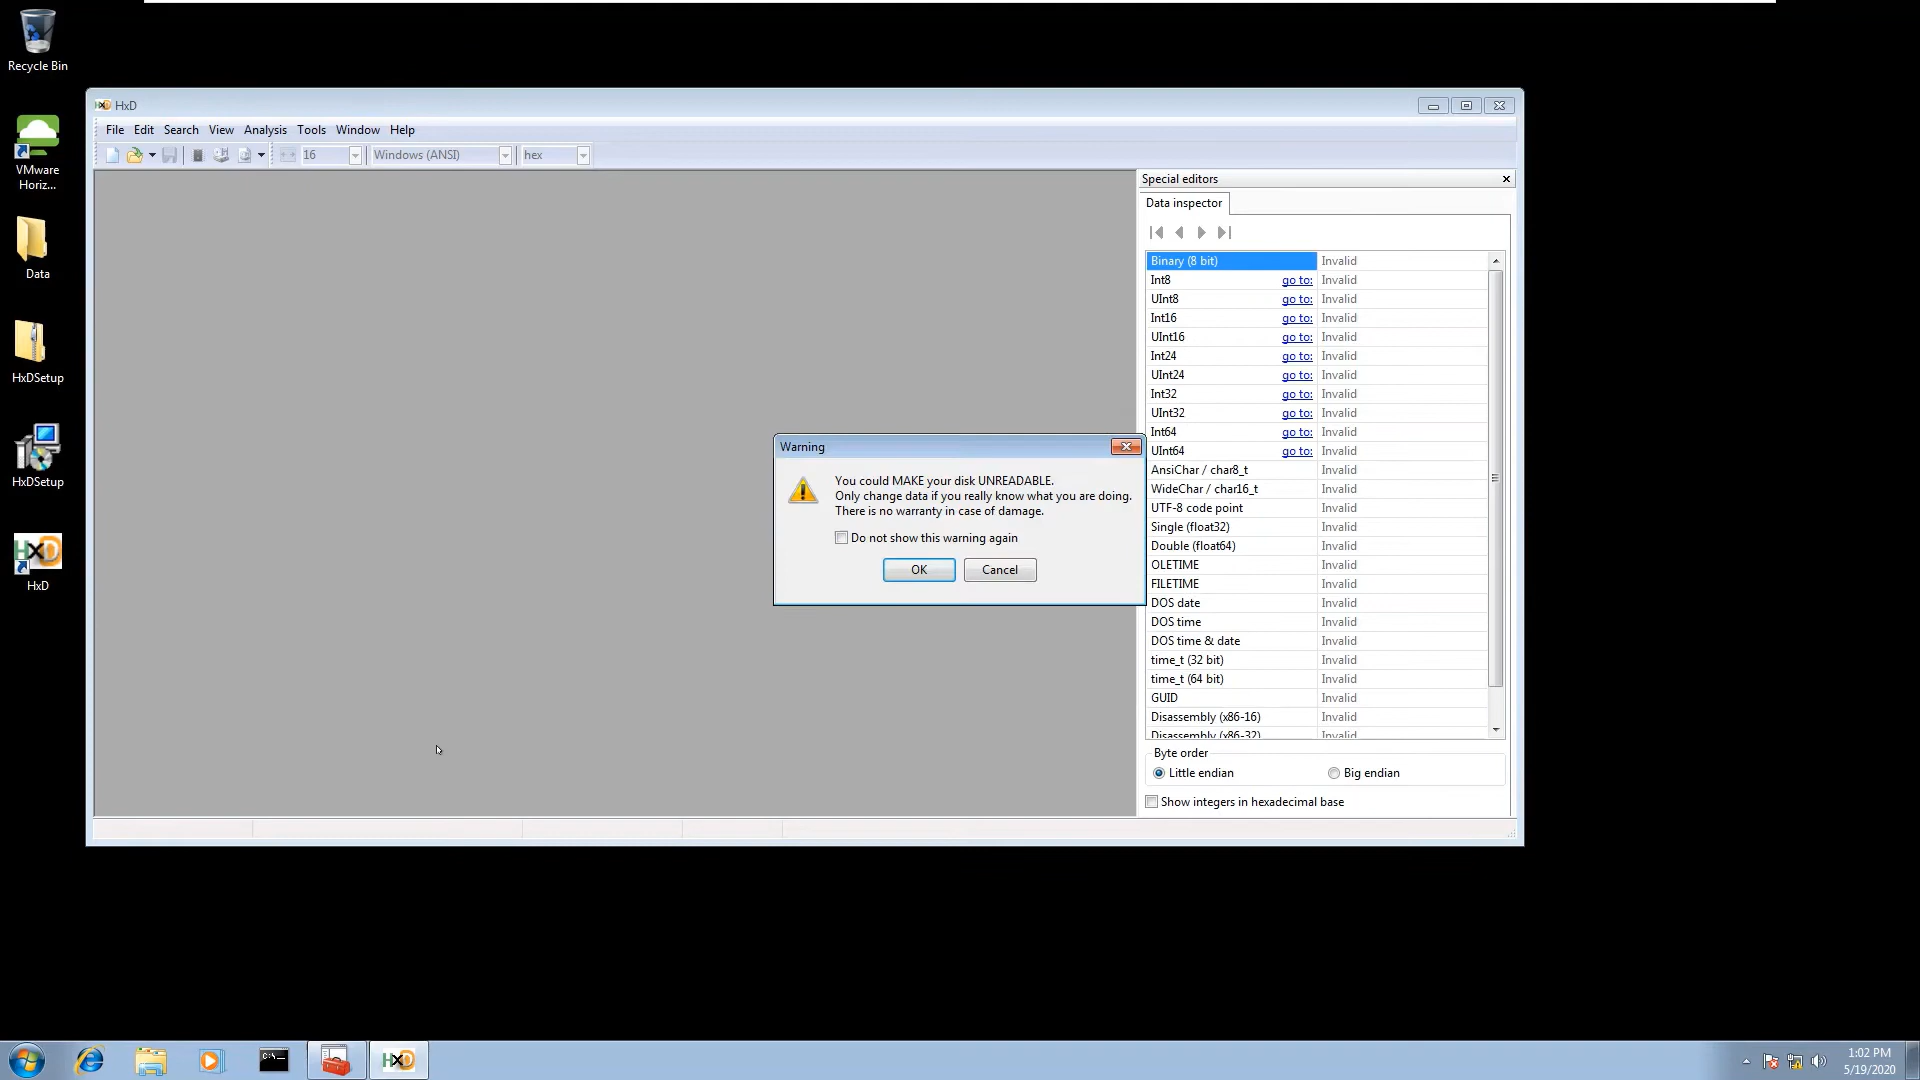 Recycle Bin
VMware
Horiz...
Data
HxDSetup
HxDSetup
HxD
HxD
HxD
File Edit Search View Analysis Tools Window Help
16 Windows (ANSI) hex
Special editors
Data inspector
Binary (8 bit) Invalid
Int8 go to: Invalid
UInt8 go to: Invalid
Int16 go to: Invalid
UInt16 go to: Invalid
Int24 go to: Invalid
UInt24 go to: Invalid
Int32 go to: Invalid
UInt32 go to: Invalid
Int64 go to: Invalid
UInt64 go to: Invalid
AnsiChar / char8_t Invalid
WideChar / char16_t Invalid
UTF-8 code point Invalid
Single (float32) Invalid
Double (float64) Invalid
OLETIME Invalid
FILETIME Invalid
DOS date Invalid
DOS time Invalid
DOS time & date Invalid
time_t (32 bit) Invalid
time_t (64 bit) Invalid
GUID Invalid
Disassembly (x86-16) Invalid
Disassembly (x86-32) Invalid
Byte order
Little endian Big endian
Show integers in hexadecimal base
Warning
You could MAKE your disk UNREADABLE.
Only change data if you really know what you are doing.
There is no warranty in case of damage.
Do not show this warning again
OK Cancel
C:\
HxD
1:02 PM
5/19/2020